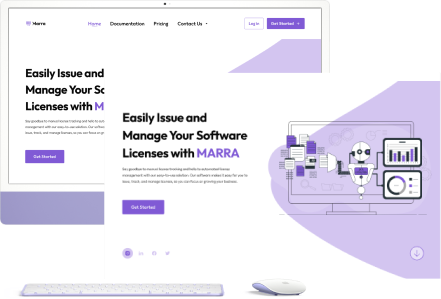 Marra
Home Documentation Pricing Contact Us Log in Get Started
Easily Issue and
Manage Your So
Licenses with M
Get Started
Easily Issue and
Manage Your Software
Licenses with MARRA
Say goodbye to manual license tracking and hello to automated license
management with our easy-to-use solution. Our software makes it easy for you to
issue, track, and manage licenses, so you can focus on growing your business.
Get Started